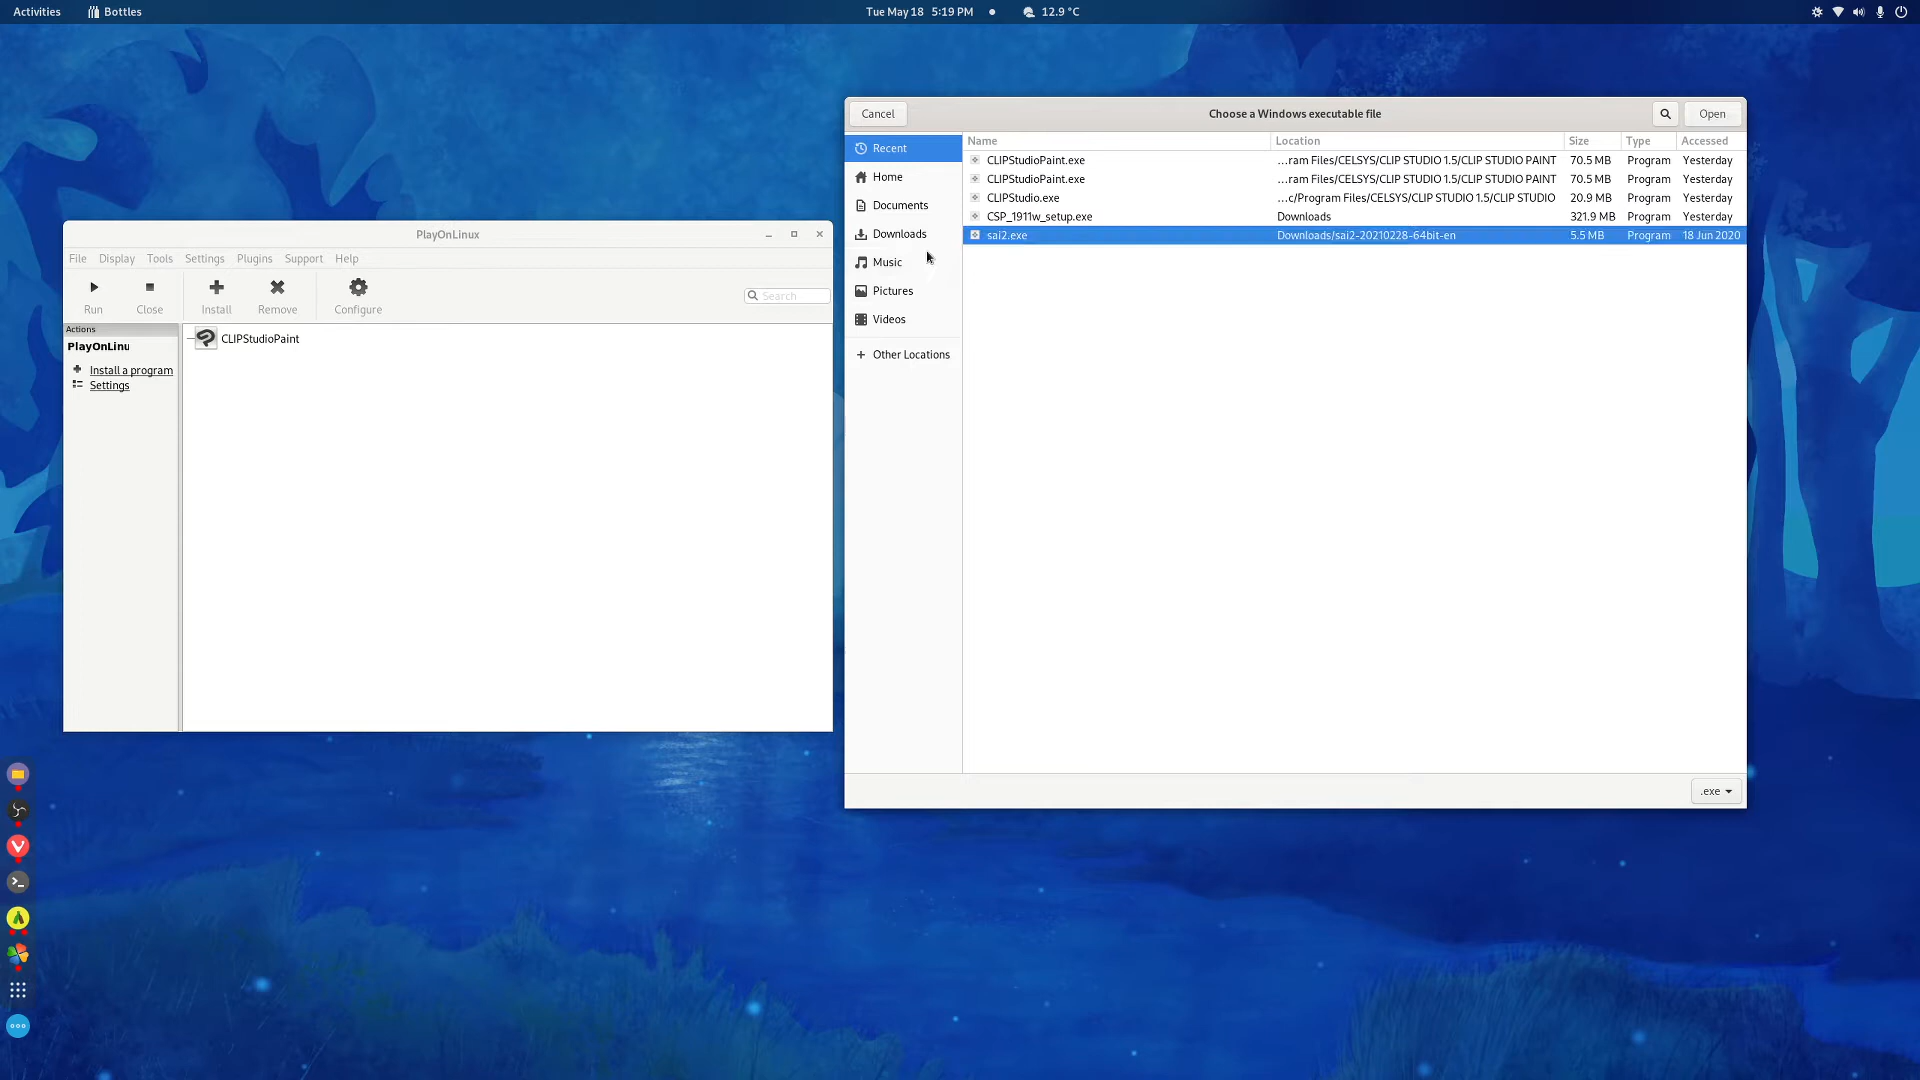 Activities Bottles Tue May 18 5:19 PM 12.9 °C
Cancel Choose a Windows executable file Open
Name Location Size Type Accessed
Recent
CLIPStudioPaint.exe ...ram Files/CELSYS/CLIP STUDIO 1.5/CLIP STUDIO PAINT 70.5 MB Program Yesterday
CLIPStudioPaint.exe ...ram Files/CELSYS/CLIP STUDIO 1.5/CLIP STUDIO PAINT 70.5 MB Program Yesterday
CLIPStudio.exe ...c/Program Files/CELSYS/CLIP STUDIO 1.5/CLIP STUDIO 20.9 MB Program Yesterday
CSP_1911w_setup.exe Downloads 321.9 MB Program Yesterday
sai2.exe Downloads/sai2-20210228-64bit-en 5.5 MB Program 18 Jun 2020
Home
Documents
Downloads
Music
Pictures
Videos
Other Locations
.exe
PlayOnLinux
File Display Tools Settings Plugins Support Help
Run Close Install Remove Configure Search
Actions
PlayOnLinu
Install a program
Settings
CLIPStudioPaint